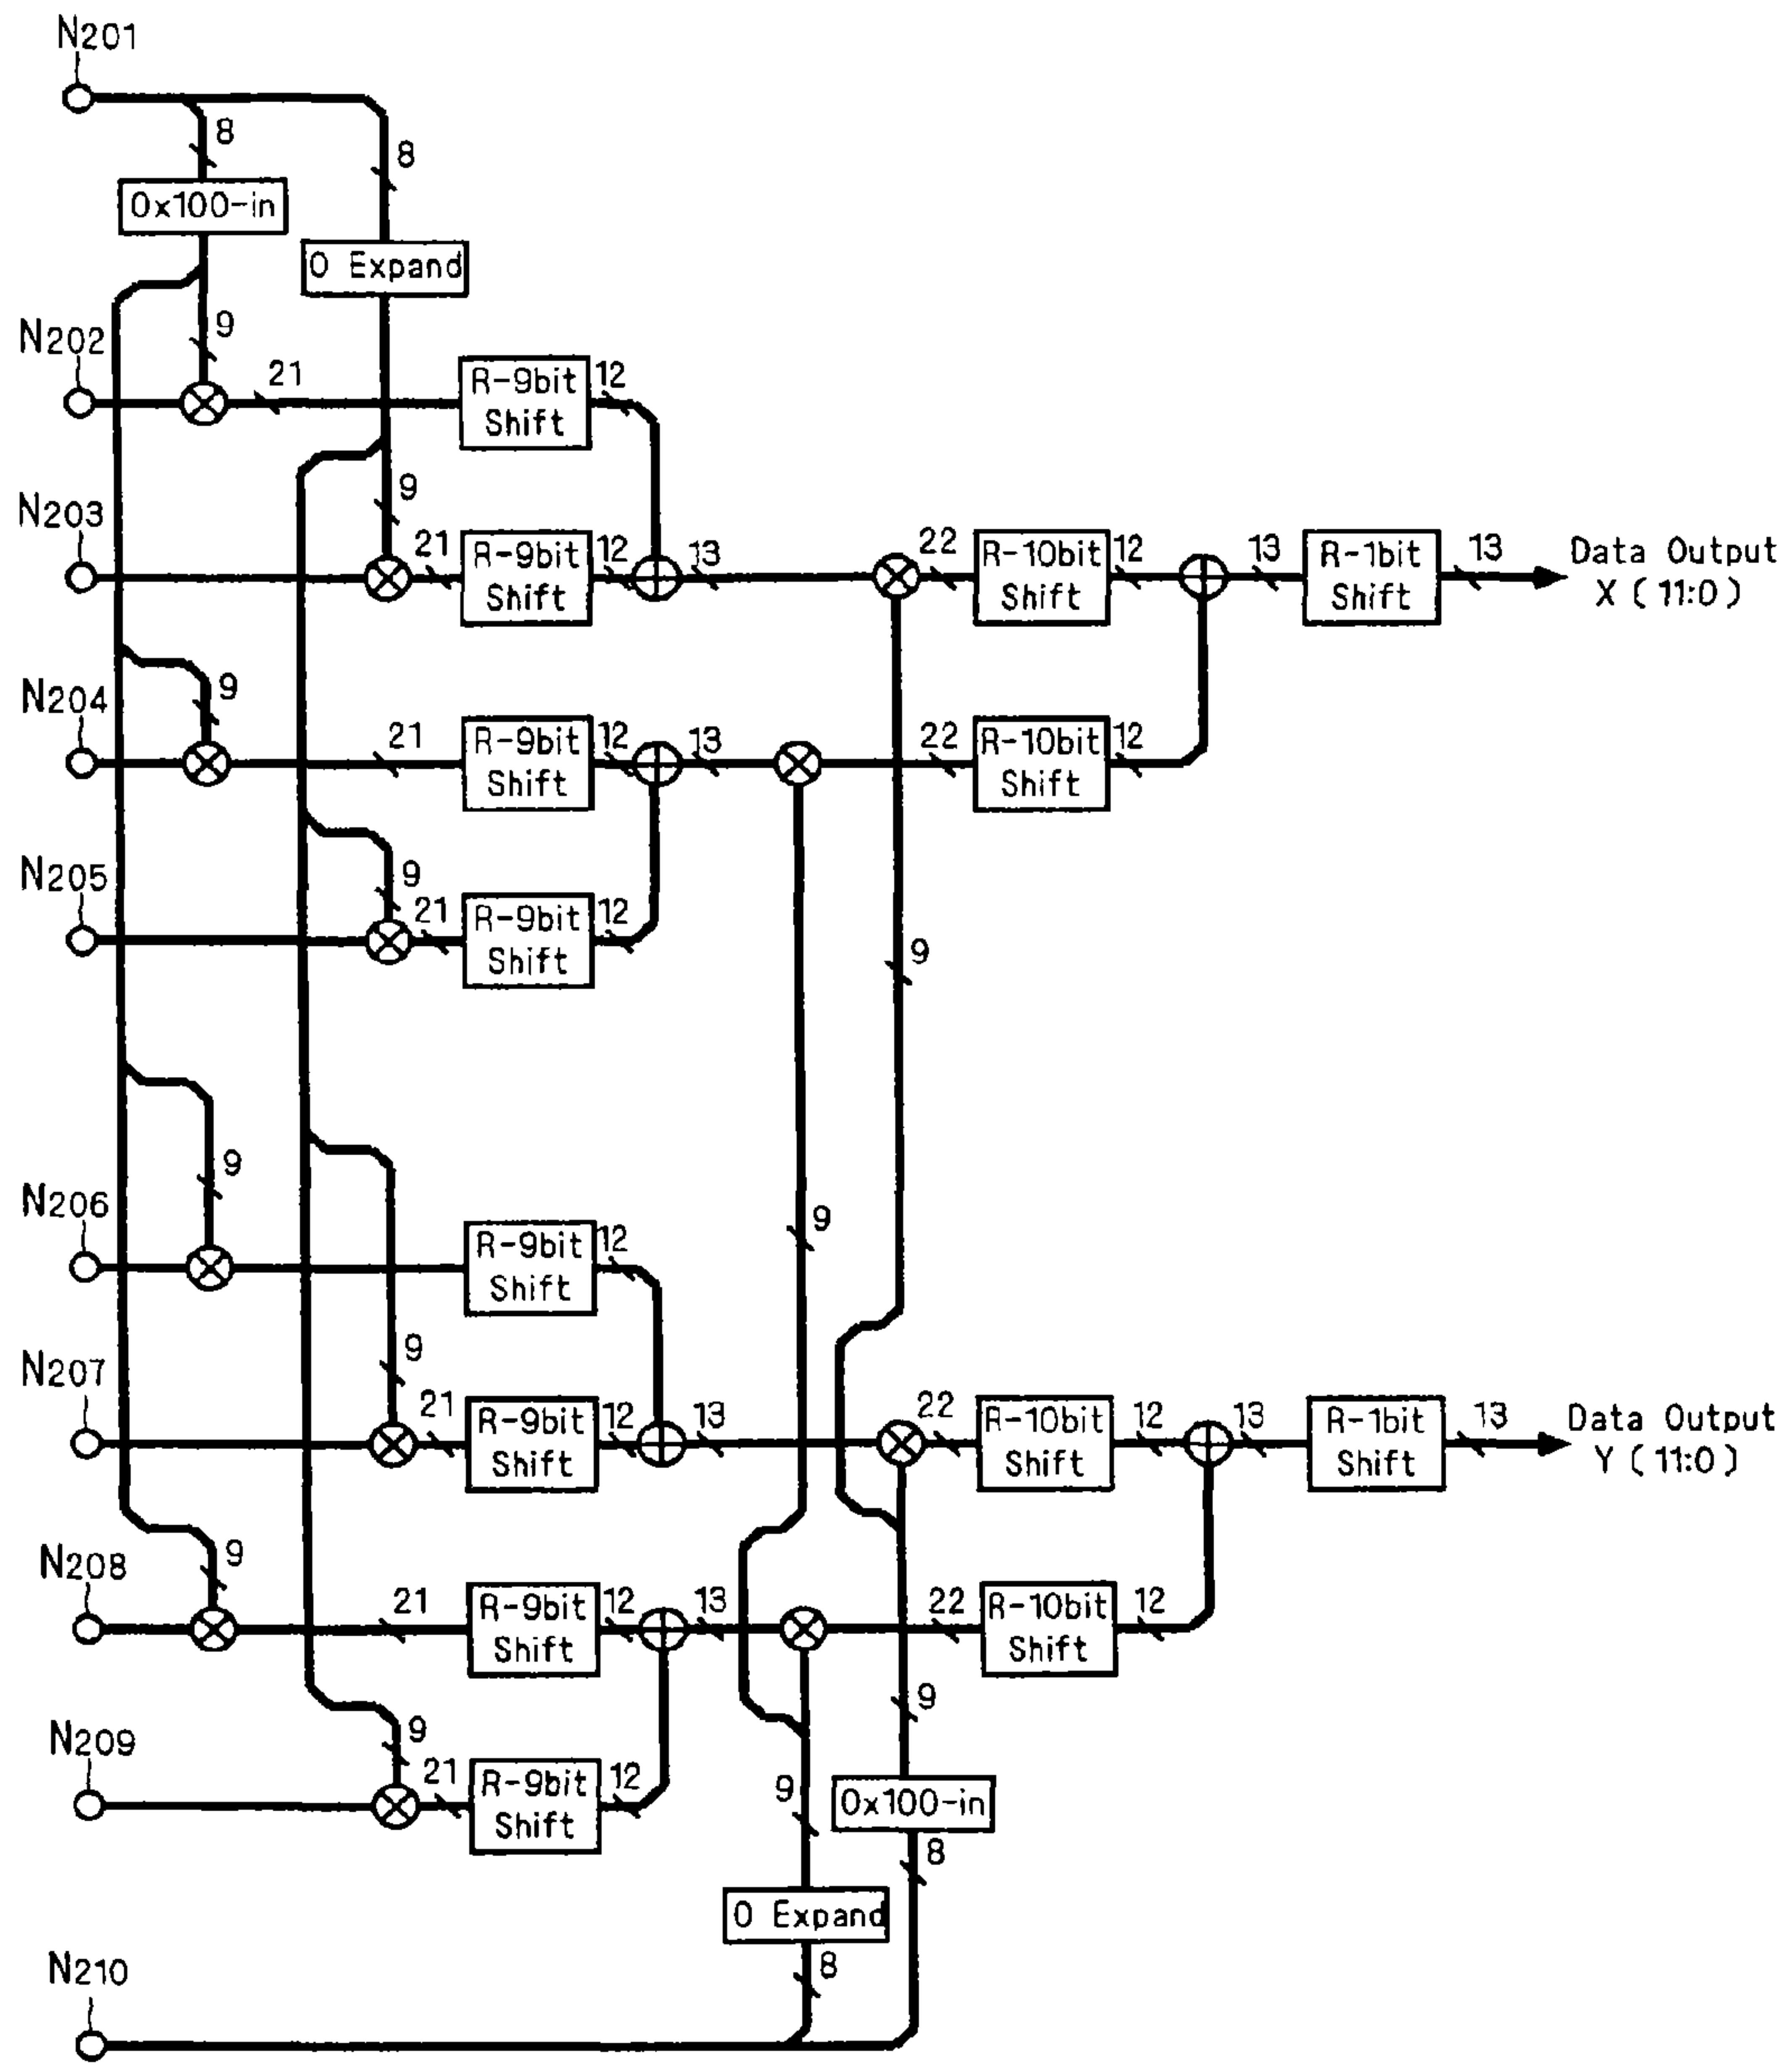 N201
8
8
0x100-in
0 Expand
9
N202
21
R-9bit
Shift
12
9
N203
21
R-9bit
Shift
12
13
22
R-10bit
Shift
12
13
R-1bit
Shift
13
Data Output
X ( 11:0 )
9
N204
21
R-9bit
Shift
12
13
22
R-10bit
Shift
12
9
N205
21
R-9bit
Shift
12
9
9
9
N206
R-9bit
Shift
12
9
N207
21
R-9bit
Shift
12
13
22
R-10bit
Shift
12
13
R-1bit
Shift
13
Data Output
Y ( 11:0 )
9
N208
21
R-9bit
Shift
12
13
22
R-10bit
Shift
12
9
9
N209
21
R-9bit
Shift
12
9
0x100-in
8
0 Expand
8
N210